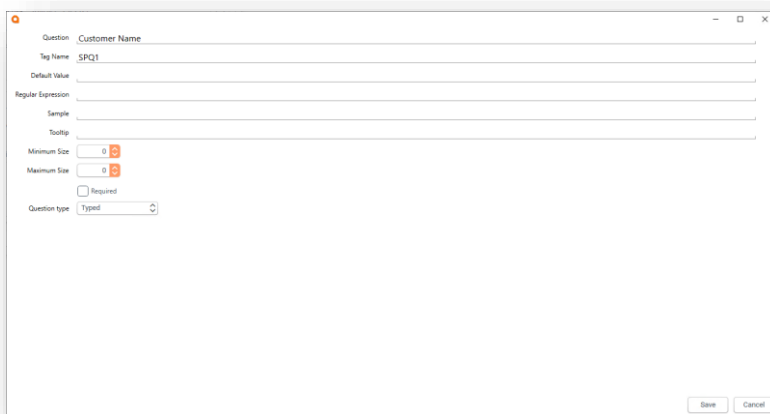 Question Customer Name
Tag Name SPQ1
Default Value
Regular Expression
Sample
Tooltip
Minimum Size 0
Maximum Size 0
Required
Question type Typed
Save Cancel